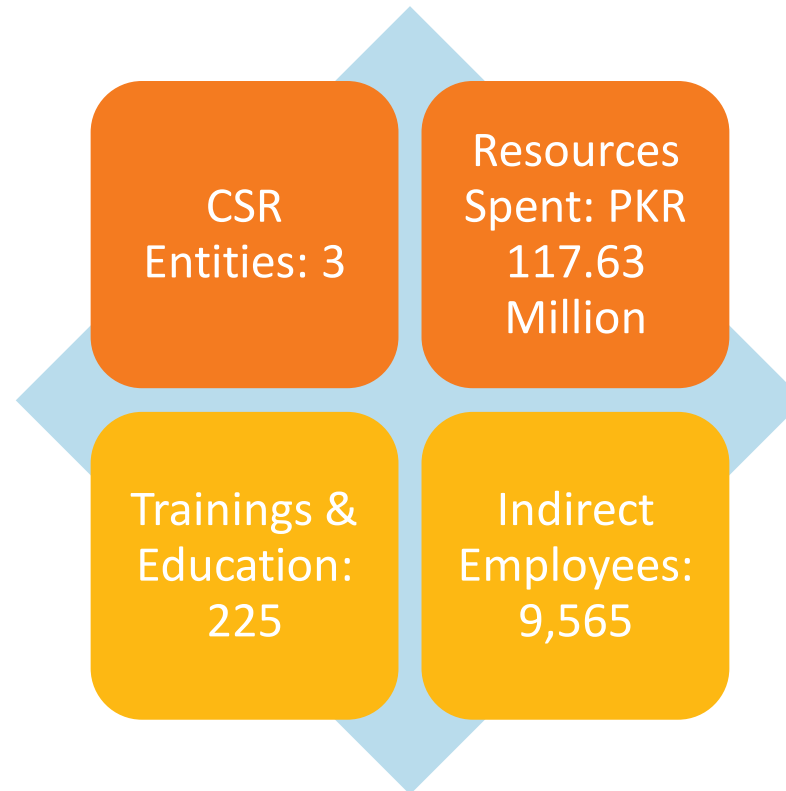 CSR
Entities: 3
Resources
Spent: PKR
117.63
Million
Trainings &
Education:
225
Indirect
Employees:
9,565